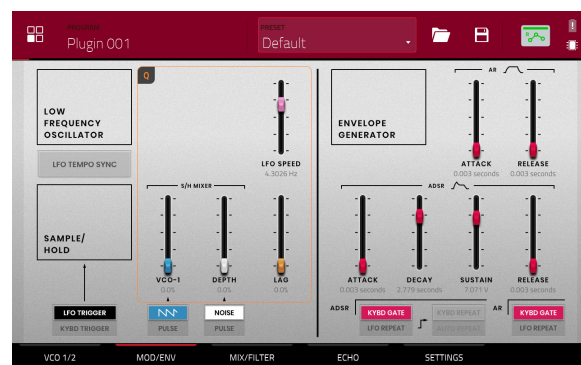 Plugin 001
PRESET
Default
Q
AR
LOW
FREQUENCY
OSCILLATOR
ENVELOPE
GENERATOR
LFO TEMPO SYNC
LFO SPEED
4.3026 Hz
ATTACK
0.003 seconds
RELEASE
0.003 seconds
S/H MIXER
ADSR
SAMPLE/
HOLD
VCO-1
0.0%
DEPTH
0.0%
LAG
0.0%
ATTACK
0.003 seconds
DECAY
2.779 seconds
SUSTAIN
7.071 V
RELEASE
0.003 seconds
LFO TRIGGER
KYBD TRIGGER
PULSE
NOISE
PULSE
ADSR
KYBD GATE
LFO REPEAT
KYBD REPEAT
AUTO REPEAT
AR
KYBD GATE
LFO REPEAT
VCO 1/2
MOD/ENV
MIX/FILTER
ECHO
SETTINGS